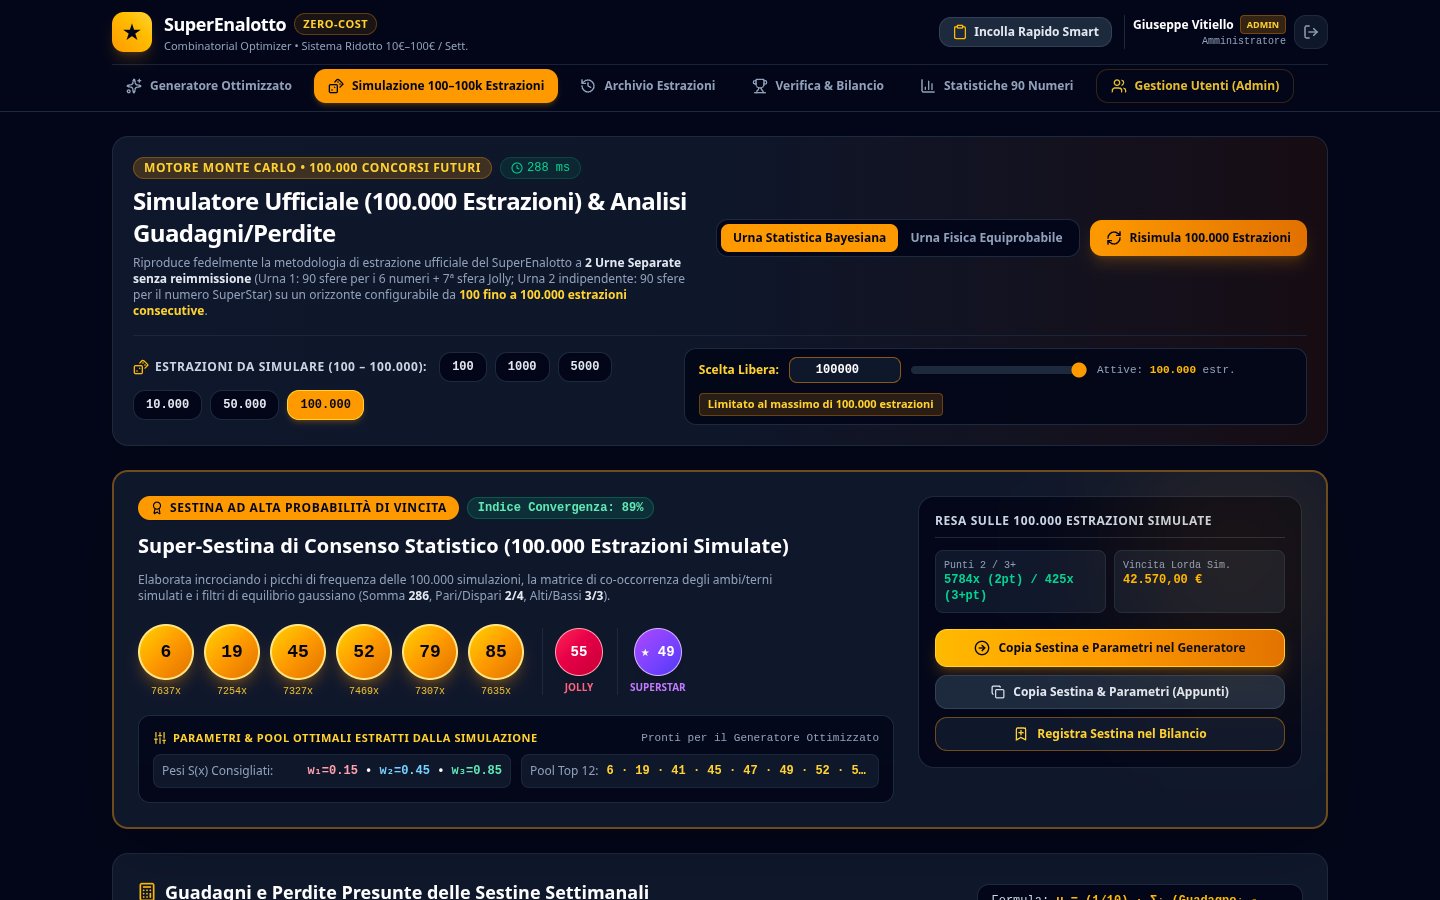 SuperEnalotto ZERO-COST
Combinatorial Optimizer • Sistema Ridotto 10€–100€ / Sett.
Incolla Rapido Smart
Giuseppe Vitiello ADMIN
Amministratore
Generatore Ottimizzato
Simulazione 100–100k Estrazioni
Archivio Estrazioni
Verifica & Bilancio
Statistiche 90 Numeri
Gestione Utenti (Admin)
MOTORE MONTE CARLO • 100.000 CONCORSI FUTURI
288 ms
Simulatore Ufficiale (100.000 Estrazioni) & Analisi
Guadagni/Perdite
Riproduce fedelmente la metodologia di estrazione ufficiale del SuperEnalotto a 2 Urne Separate
senza reimmissione (Urna 1: 90 sfere per i 6 numeri + 7ª sfera Jolly; Urna 2 indipendente: 90 sfere
per il numero SuperStar) su un orizzonte configurabile da 100 fino a 100.000 estrazioni
consecutive.
Urna Statistica Bayesiana
Urna Fisica Equiprobabile
Risimula 100.000 Estrazioni
ESTRAZIONI DA SIMULARE (100 – 100.000):
100
1000
5000
10.000
50.000
100.000
Scelta Libera:
100000
Attive: 100.000 estr.
Limitato al massimo di 100.000 estrazioni
SESTINA AD ALTA PROBABILITÀ DI VINCITA
Indice Convergenza: 89%
Super-Sestina di Consenso Statistico (100.000 Estrazioni Simulate)
Elaborata incrociando i picchi di frequenza delle 100.000 simulazioni, la matrice di co-occorrenza degli ambi/terni
simulati e i filtri di equilibrio gaussiano (Somma 286, Pari/Dispari 2/4, Alti/Bassi 3/3).
6
19
45
52
79
85
55
★ 49
7637x
7254x
7327x
7469x
7307x
7635x
JOLLY
SUPERSTAR
PARAMETRI & POOL OTTIMALI ESTRATTI DALLA SIMULAZIONE
Pronti per il Generatore Ottimizzato
Pesi S(x) Consigliati:
w₁=0.15 • w₂=0.45 • w₃=0.85
Pool Top 12: 6 · 19 · 41 · 45 · 47 · 49 · 52 · 5…
RESA SULLE 100.000 ESTRAZIONI SIMULATE
Punti 2 / 3+
5784x (2pt) / 425x
(3+pt)
Vincita Lorda Sim.
42.570,00 €
Copia Sestina e Parametri nel Generatore
Copia Sestina & Parametri (Appunti)
Registra Sestina nel Bilancio
Guadagni e Perdite Presunte delle Sestine Settimanali